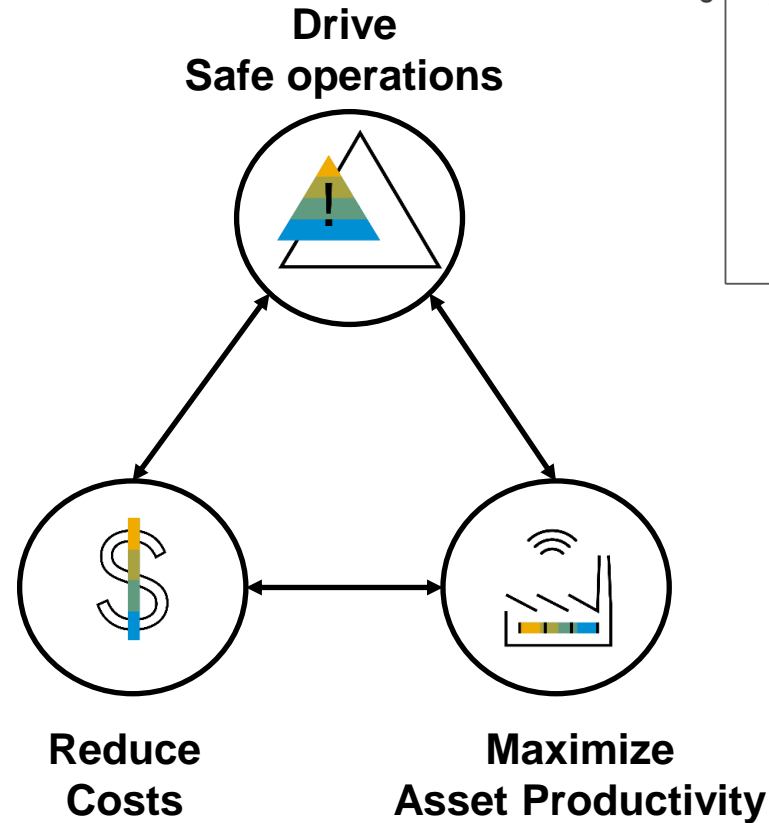 Drive
Safe operations
!
$
Reduce
Costs
Maximize
Asset Productivity